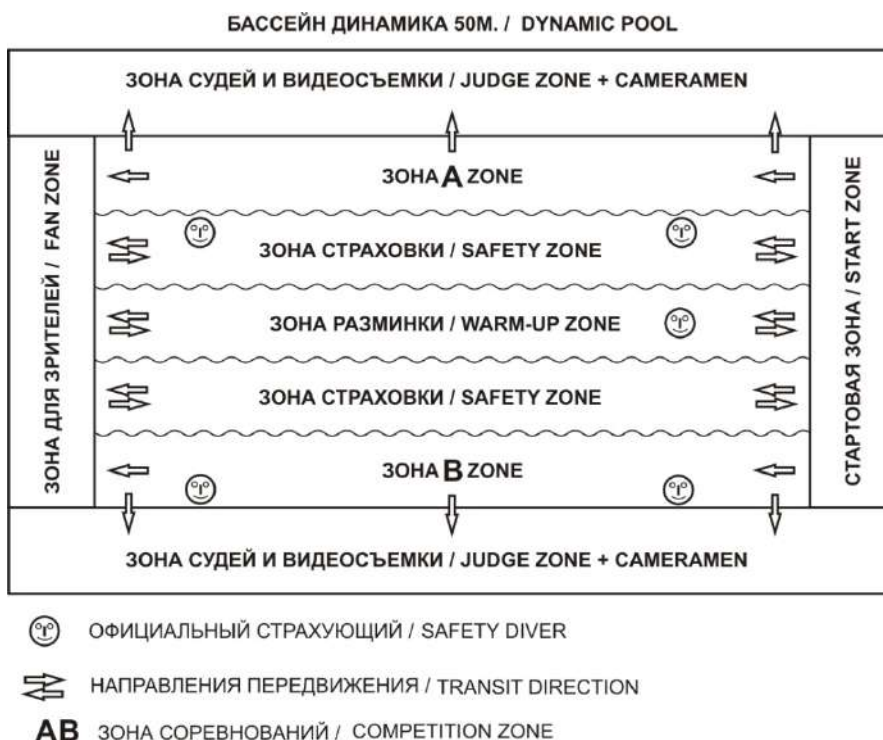 БАССЕЙН ДИНАМИКА 50М. / DYNAMIC POOL
ЗОНА СУДЕЙ И ВИДЕОСЪЕМКИ / JUDGE ZONE + CAMERAMEN
ЗОНА ДЛЯ ЗРИТЕЛЕЙ / FAN ZONE
ЗОНА A ZONE
ЗОНА СТРАХОВКИ / SAFETY ZONE
ЗОНА РАЗМИНКИ / WARM-UP ZONE
ЗОНА СТРАХОВКИ / SAFETY ZONE
ЗОНА B ZONE
СТАРТОВАЯ ЗОНА / START ZONE
ЗОНА СУДЕЙ И ВИДЕОСЪЕМКИ / JUDGE ZONE + CAMERAMEN
ОФИЦИАЛЬНЫЙ СТРАХУЮЩИЙ / SAFETY DIVER
НАПРАВЛЕНИЯ ПЕРЕДВИЖЕНИЯ / TRANSIT DIRECTION
AB ЗОНА СОРЕВНОВАНИЙ / COMPETITION ZONE